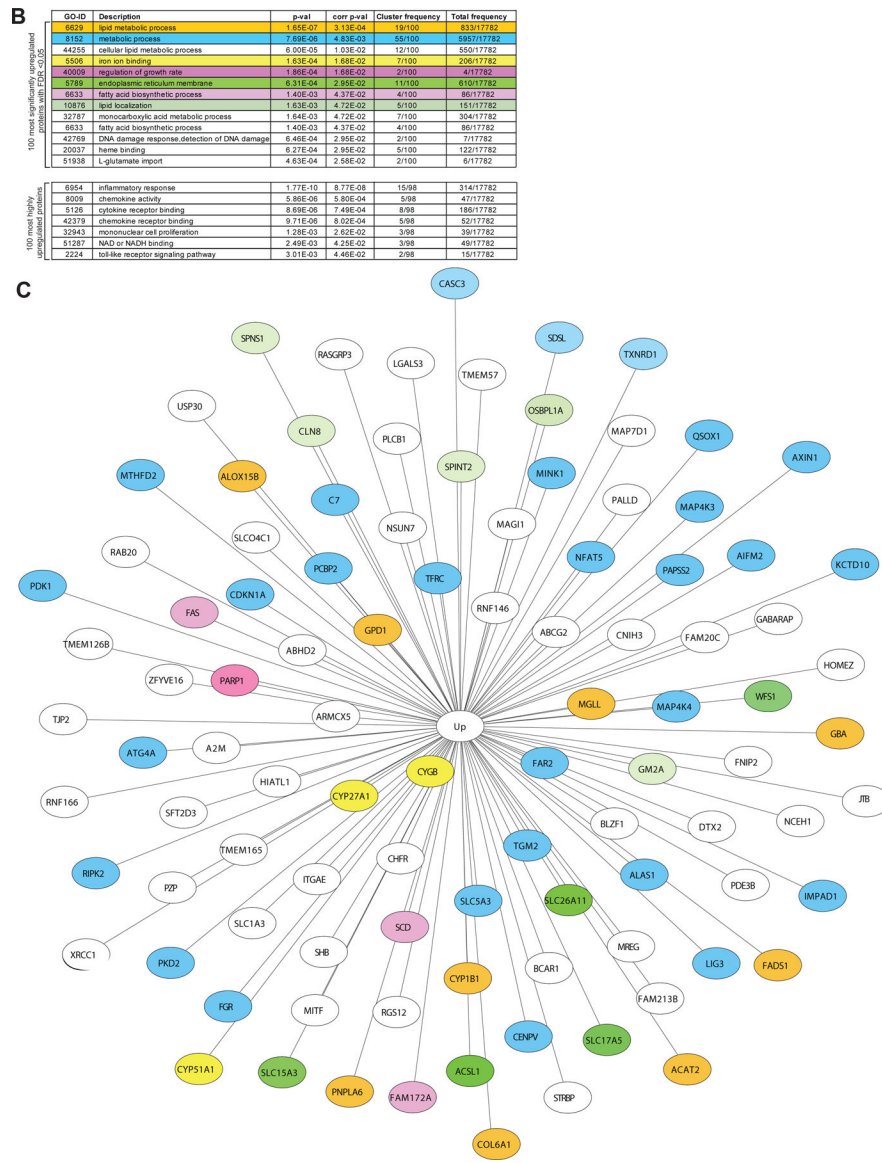 B
GO-ID Description p-val corr p-val Cluster frequency Total frequency
100 most significantly upregulated
proteins with FDR <0,05
6629 lipid metabolic process 1.65E-07 3.13E-04 19/100 833/17782
8152 metabolic process 7.69E-06 4.83E-03 55/100 5957/17782
44255 cellular lipid metabolic process 6.00E-05 1.03E-02 12/100 550/17782
5506 iron ion binding 1.63E-04 1.68E-02 7/100 206/17782
40009 regulation of growth rate 1.86E-04 1.68E-02 2/100 4/17782
5789 endoplasmic reticulum membrane 6.31E-04 2.95E-02 11/100 610/17782
6633 fatty acid biosynthetic process 1.40E-03 4.37E-02 4/100 86/17782
10876 lipid localization 1.63E-03 4.72E-02 5/100 151/17782
32787 monocarboxylic acid metabolic process 1.64E-03 4.72E-02 7/100 304/17782
6633 fatty acid biosynthetic process 1.40E-03 4.37E-02 4/100 86/17782
42769 DNA damage response,detection of DNA damage 6.46E-04 2.95E-02 2/100 7/17782
20037 heme binding 6.27E-04 2.95E-02 5/100 122/17782
51938 L-glutamate import 4.63E-04 2.58E-02 2/100 6/17782
100 most highly
upregulated proteins
6954 inflammatory response 1.77E-10 8.77E-08 15/98 314/17782
8009 chemokine activity 5.86E-06 5.80E-04 5/98 47/17782
5126 cytokine receptor binding 8.69E-06 7.49E-04 8/98 186/17782
42379 chemokine receptor binding 9.71E-06 8.02E-04 5/98 52/17782
32943 mononuclear cell proliferation 1.28E-03 2.62E-02 3/98 39/17782
51287 NAD or NADH binding 2.49E-03 4.25E-02 3/98 49/17782
2224 toll-like receptor signaling pathway 3.01E-03 4.46E-02 2/98 15/17782
C
CASC3
SPNS1
RASGRP3
LGALS3
SDSL
TXNRD1
TMEM57
USP30
CLN8
PLCB1
OSBPL1A
MAP7D1
QSOX1
AXIN1
MTHFD2
ALOX15B
SPINT2
MINK1
C7
PALLD
MAP4K3
NSUN7
MAGI1
SLCO4C1
RAB20
PCBP2
TFRC
NFAT5
PAPSS2
AIFM2
KCTD10
PDK1
CDKN1A
FAS
RNF146
GPD1
ABCG2
CNIH3
FAM20C
GABARAP
TMEM126B
ABHD2
HOMEZ
ZFYVE16
PARP1
WFS1
MGLL
MAP4K4
TJP2
ARMCX5
Up
GBA
ATG4A
A2M
CYGB
FAR2
GM2A
FNIP2
HIATL1
CYP27A1
RNF166
SFT2D3
JTB
NCEH1
BLZF1
DTX2
TMEM165
TGM2
CHFR
RIPK2
PZP
ITGAE
ALAS1
PDE3B
SLC5A3
SLC26A11
IMPAD1
SLC1A3
SCD
XRCC1
PKD2
SHB
MREG
CYP1B1
BCAR1
LIG3
FADS1
FGR
MITF
RGS12
FAM213B
CENPV
SLC17A5
CYP51A1
SLC15A3
ACSL1
ACAT2
PNPLA6
FAM172A
STRBP
COL6A1